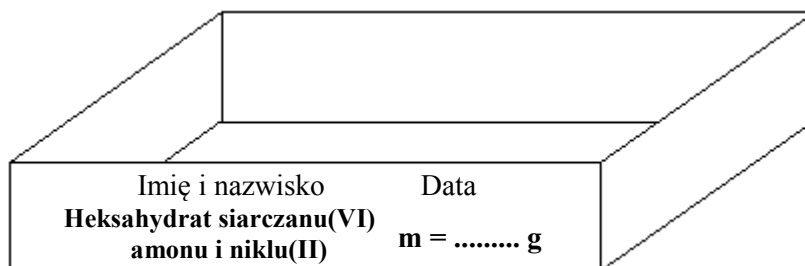 Imię i nazwisko Data
Heksahydrat siarczanu(VI)
amonu i niklu(II) m = ......... g